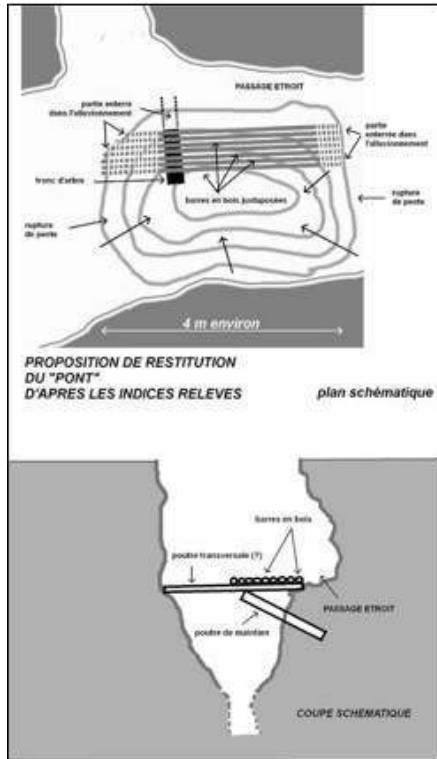 PASSAGE ETROIT
partie enterre
dans l'alluvionnement
partie
enterree dans
l'alluvionnement
tronc d'arbre
barres en bois juxtaposées
rupture
de pente
rupture
de pente
4 m environ
PROPOSITION DE RESTITUTION
DU "PONT"
D'APRES LES INDICES RELEVES
plan schématique
barres en bois
poutre transversale (?)
PASSAGE ETROIT
poutre de maintien
COUPE SCHEMATIQUE